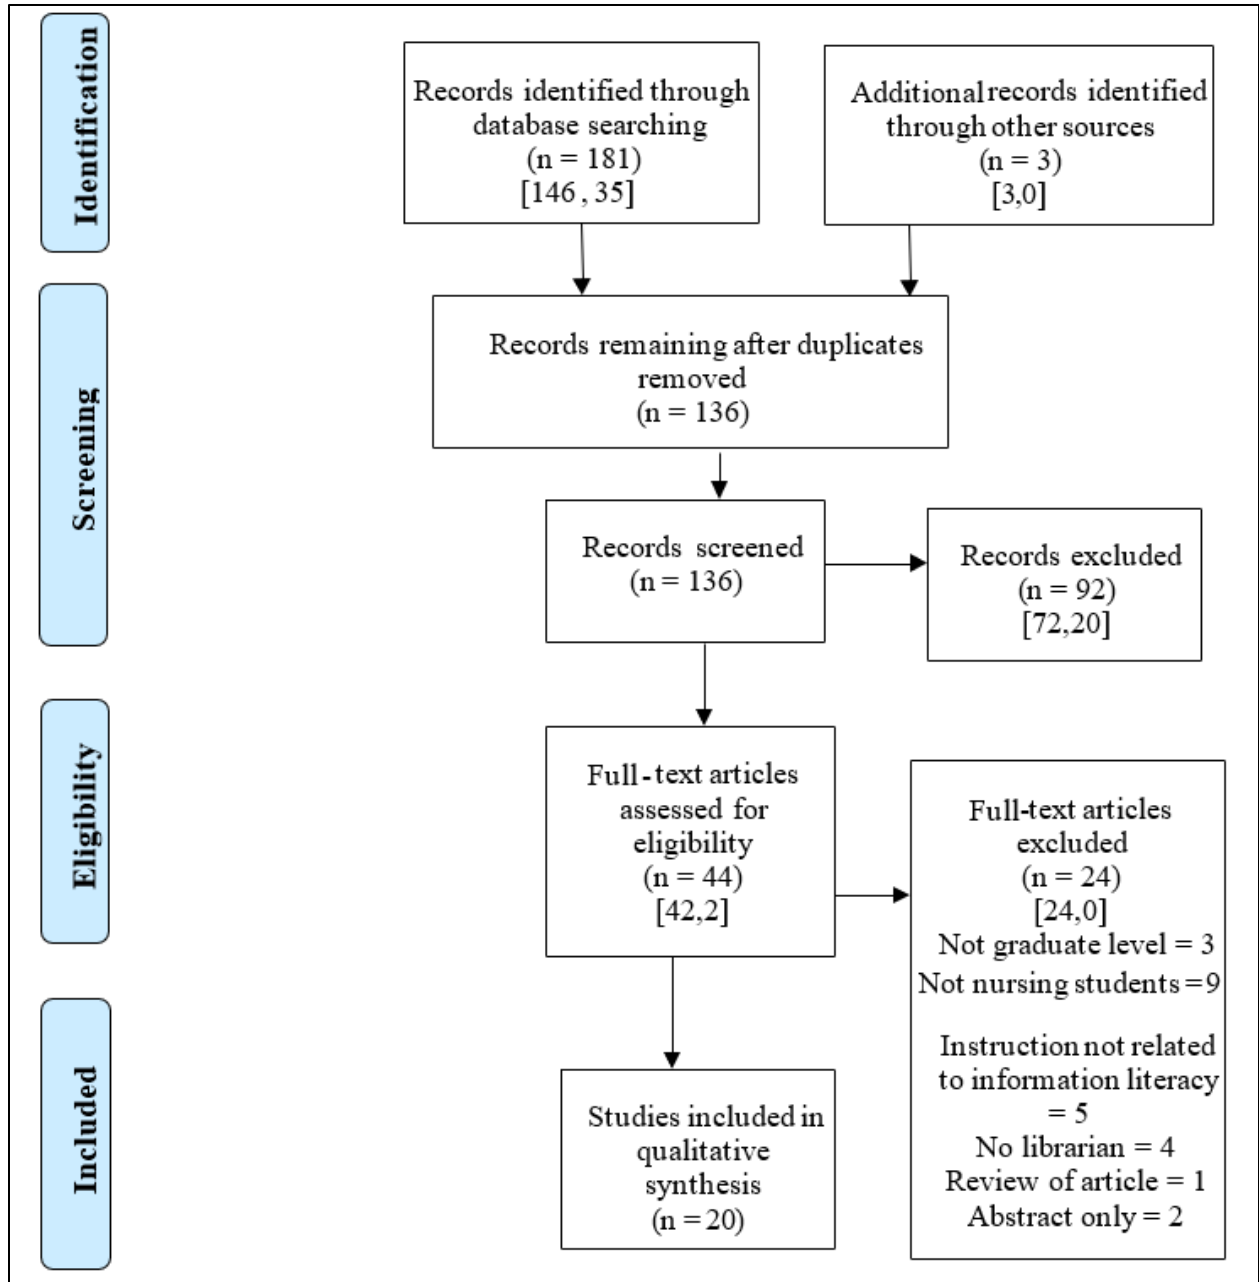 Identification
Records identified through
database searching
(n = 181)
[146 , 35]
Additional records identified
through other sources
(n = 3)
[3,0]
Screening
Records remaining after duplicates
removed
(n = 136)
Records screened
(n = 136)
Records excluded
(n = 92)
[72,20]
Eligibility
Full-text articles
assessed for
eligibility
(n = 44)
[42,2]
Full-text articles
excluded
(n = 24)
[24,0]
Not graduate level = 3
Not nursing students = 9
Instruction not related
to information literacy
= 5
No librarian = 4
Review of article = 1
Abstract only = 2
Included
Studies included in
qualitative
synthesis
(n = 20)